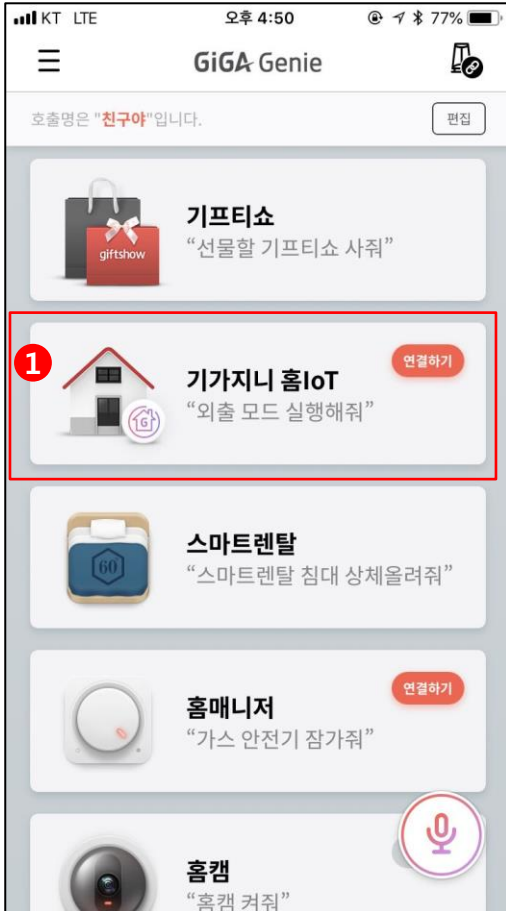 KT LTE 오후 4:50 77%
GiGA Genie
호출명은 "친구야"입니다. 편집
giftshow
기프티쇼
“선물할 기프티쇼 사줘”
1
연결하기
기가지니 홈IoT
“외출 모드 실행해줘”
G
60
스마트렌탈
“스마트렌탈 침대 상체올려줘”
연결하기
홈매니저
“가스 안전기 잠가줘”
홈캠
“홈캠 켜줘”